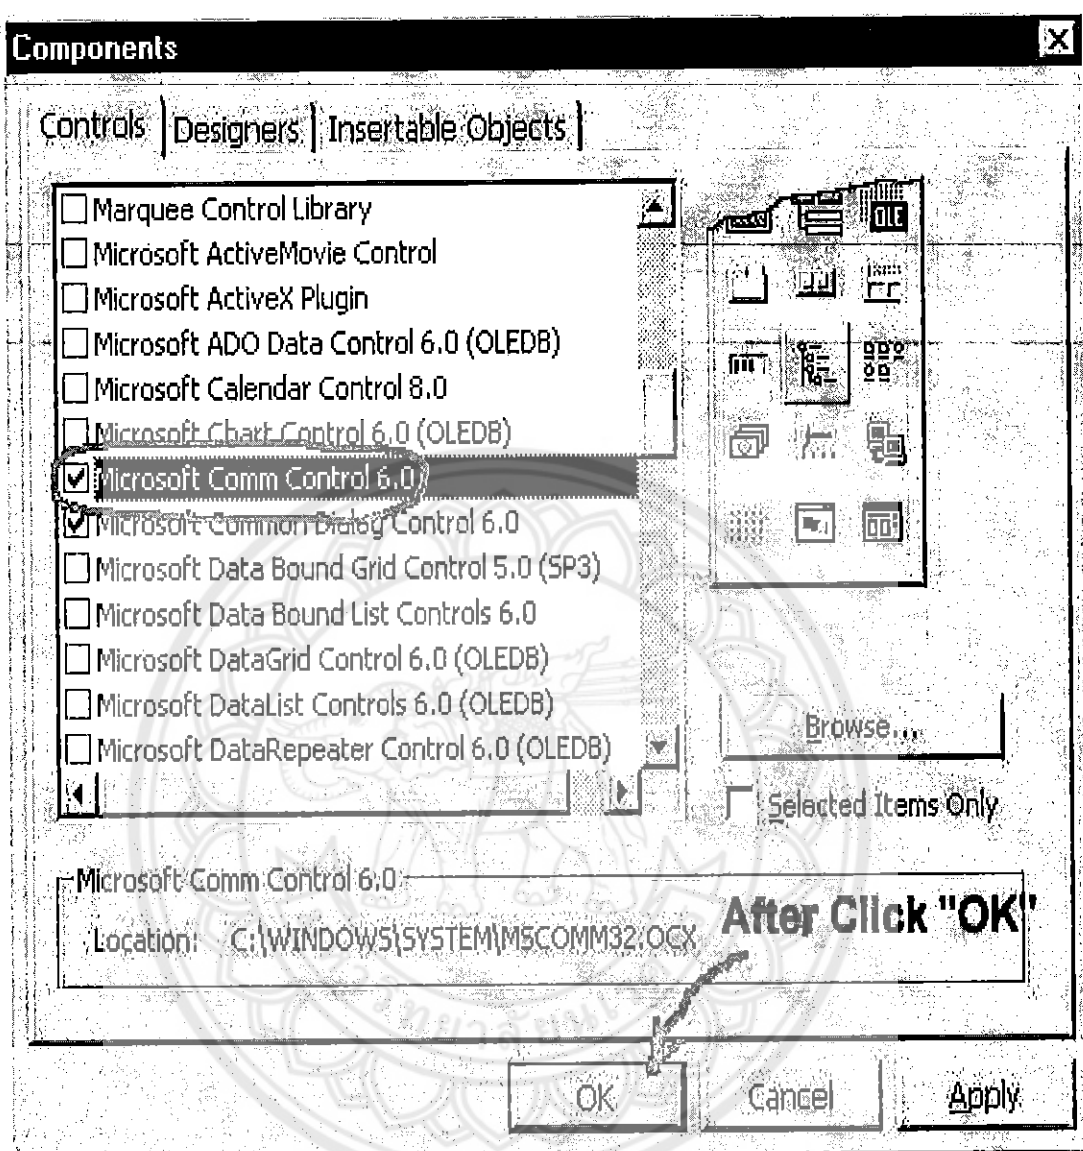 Components
Controls Designers Insertable Objects
Marquee Control Library
Microsoft ActiveMovie Control
Microsoft ActiveX Plugin
Microsoft ADO Data Control 6.0 (OLEDB)
Microsoft Calendar Control 8.0
Microsoft Chart Control 6.0 (OLEDB)
Microsoft Comm Control 6.0
Microsoft Common Dialog Control 6.0
Microsoft Data Bound Grid Control 5.0 (SP3)
Microsoft Data Bound List Controls 6.0
Microsoft DataGrid Control 6.0 (OLEDB)
Microsoft DataList Controls 6.0 (OLEDB)
Microsoft DataRepeater Control 6.0 (OLEDB)
OLE
Browse...
Selected Items Only
Microsoft Comm Control 6.0
Location: C:\WINDOWS\SYSTEM\MSCOMM32.OCX
After Click "OK"
OK Cancel Apply